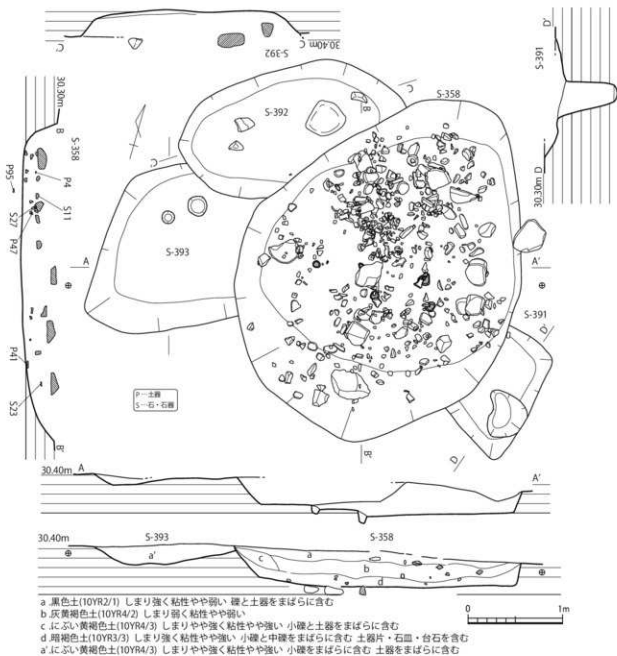 C'
C
30.40m
S-392
D'
S-391
D
30.30m
30.30m
B
S-358
P95
P4
S27
S11
P47
P41
S23
B'
S-392
B
C
C'
S-358
S-393
A
A'
S-391
D'
D
B'
P…土器
S…石・石器
30.40m
A
A'
30.40m
S-393
S-358
a'
c
a
b
d
a .黒色土(10YR2/1) しまり強く粘性やや弱い 礫と土器をまばらに含む
b .灰黄褐色土(10YR4/2) しまり弱く粘性やや弱い
c .にぶい黄褐色土(10YR4/3) しまりやや強く粘性やや強い 小礫と土器をまばらに含む
d .暗褐色土(10YR3/3) しまり強く粘性やや強い 小礫と中礫をまばらに含む 土器片・石皿・台石を含む
a'.にぶい黄褐色土(10YR4/3) しまりやや強く粘性やや強い 小礫をまばらに含む 土器をまばらに含む
0 1m